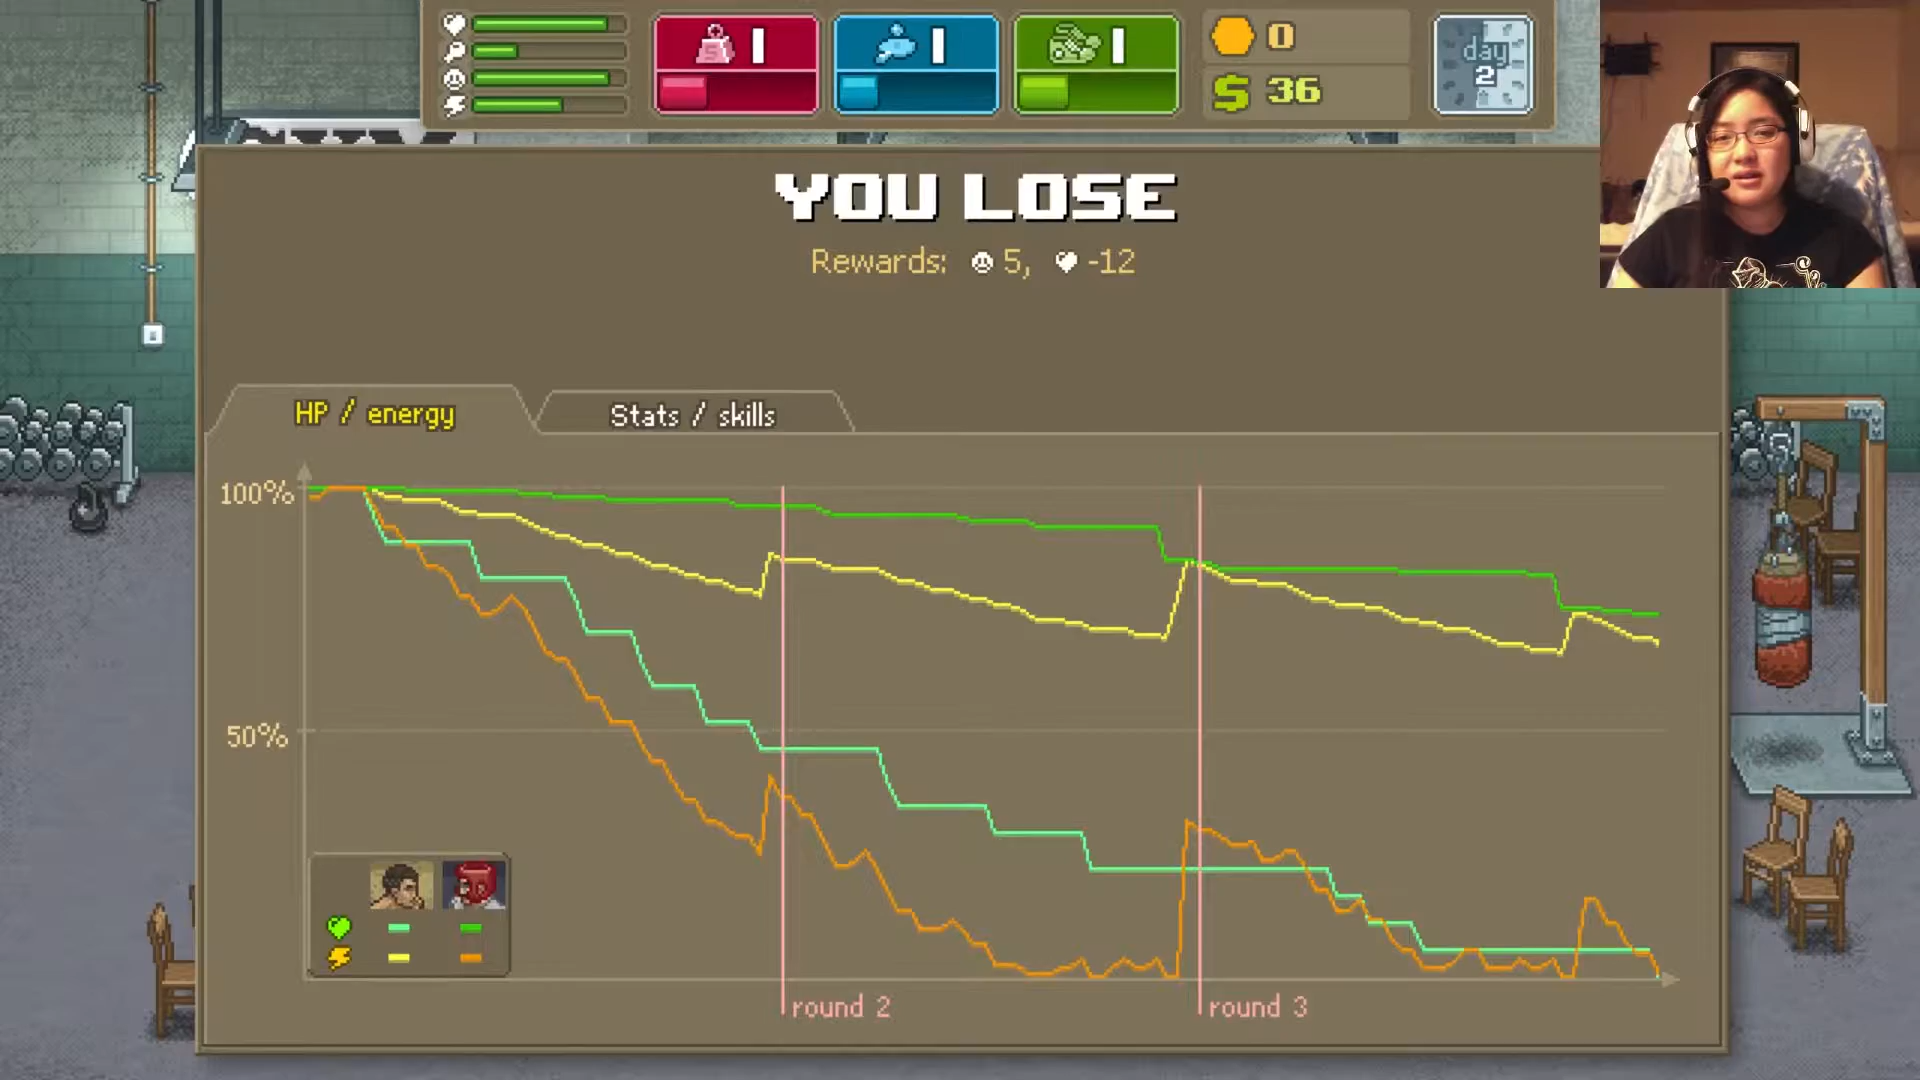 1
1
1
0
$ 36
day
2
YOU LOSE
Rewards: 5, -12
HP / energy
Stats / skills
100%
50%
round 2
round 3